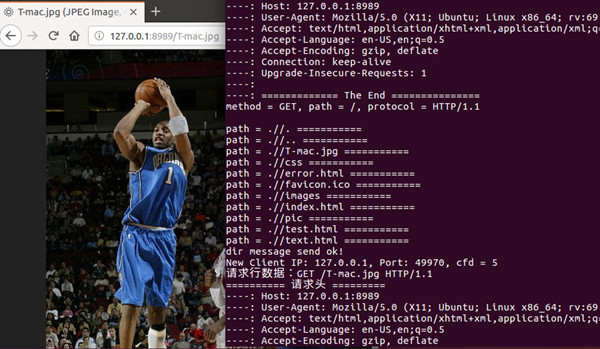 T-mac.jpg (JPEG Image,
127.0.0.1:8989/T-mac.jpg
1
----: Host: 127.0.0.1:8989
----: User-Agent: Mozilla/5.0 (X11; Ubuntu; Linux x86_64; rv:69
----: Accept: text/html,application/xhtml+xml,application/xml;q=
----: Accept-Language: en-US,en;q=0.5
----: Accept-Encoding: gzip, deflate
----: Connection: keep-alive
----: Upgrade-Insecure-Requests: 1
----:
----: ============= The End ===============
method = GET, path = /, protocol = HTTP/1.1
path = .//. ===========
path = .//.. ===========
path = .//T-mac.jpg ===========
path = .//css ===========
path = .//error.html ===========
path = .//favicon.ico ===========
path = .//images ===========
path = .//index.html ===========
path = .//pic ===========
path = .//test.html ===========
path = .//text.html ===========
dir message send ok!
New Client IP: 127.0.0.1, Port: 49970, cfd = 5
请求行数据：GET /T-mac.jpg HTTP/1.1
========== 请求头 =========
----: Host: 127.0.0.1:8989
----: User-Agent: Mozilla/5.0 (X11; Ubuntu; Linux x86_64; rv:69
----: Accept: text/html,application/xhtml+xml,application/xml;q=
----: Accept-Language: en-US,en;q=0.5
----: Accept-Encoding: gzip, deflate